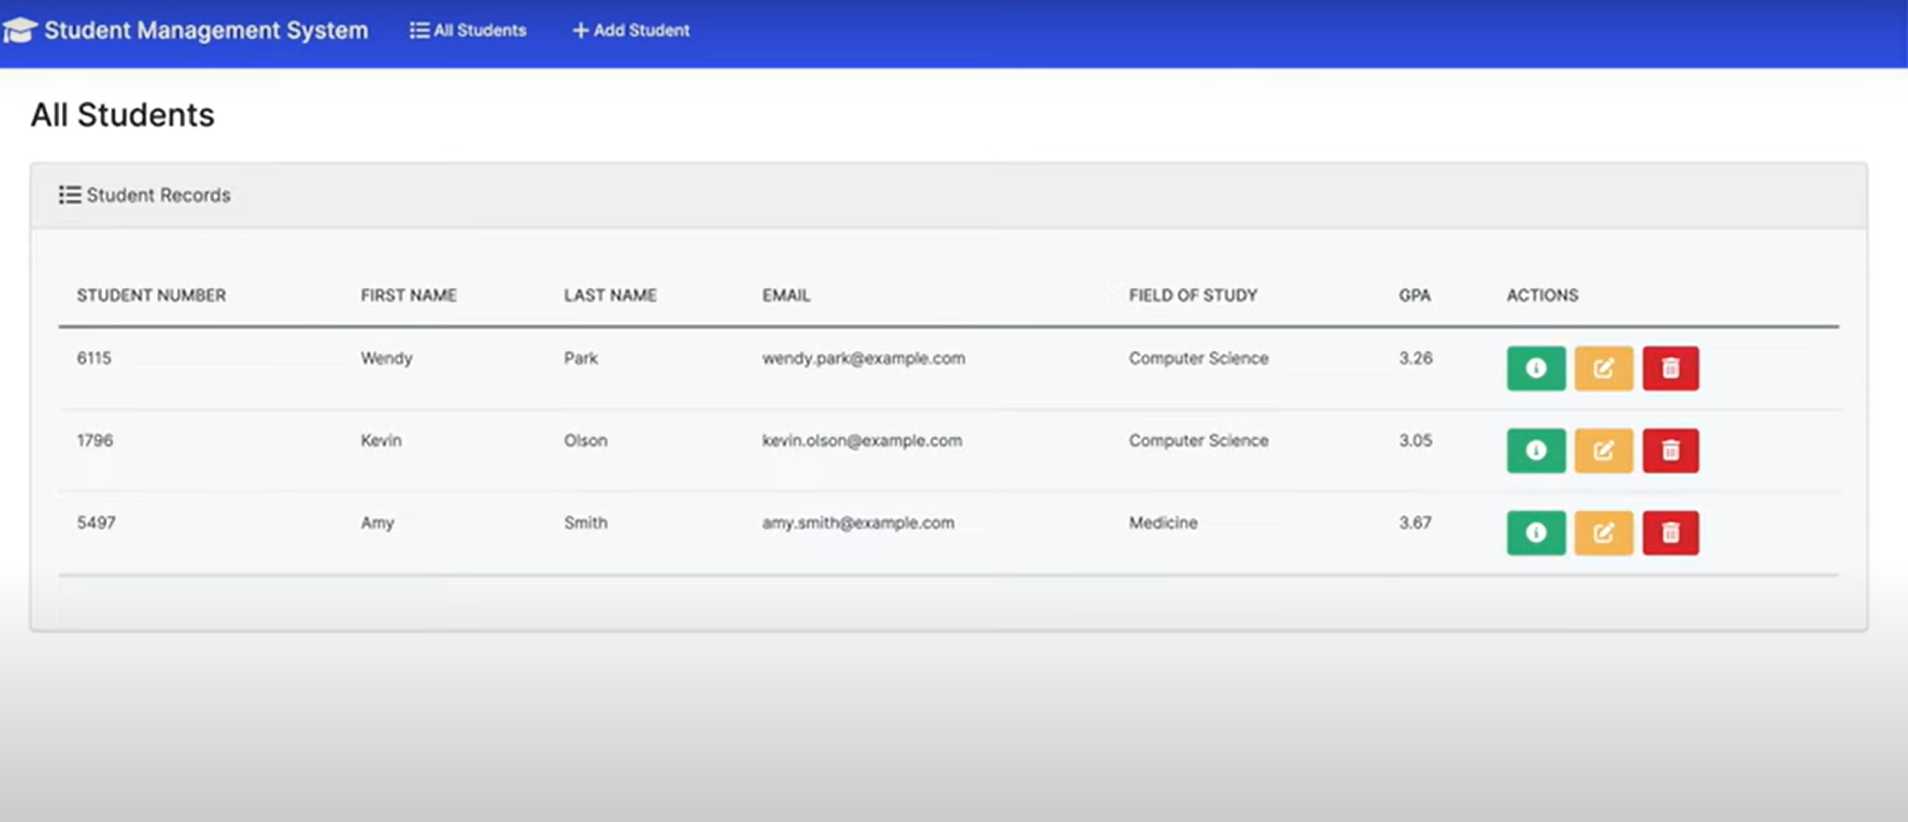 Student Management System All Students + Add Student
All Students
Student Records
STUDENT NUMBER FIRST NAME LAST NAME EMAIL FIELD OF STUDY GPA ACTIONS
6115 Wendy Park wendy.park@example.com Computer Science 3.26
1796 Kevin Olson kevin.olson@example.com Computer Science 3.05
5497 Amy Smith amy.smith@example.com Medicine 3.67